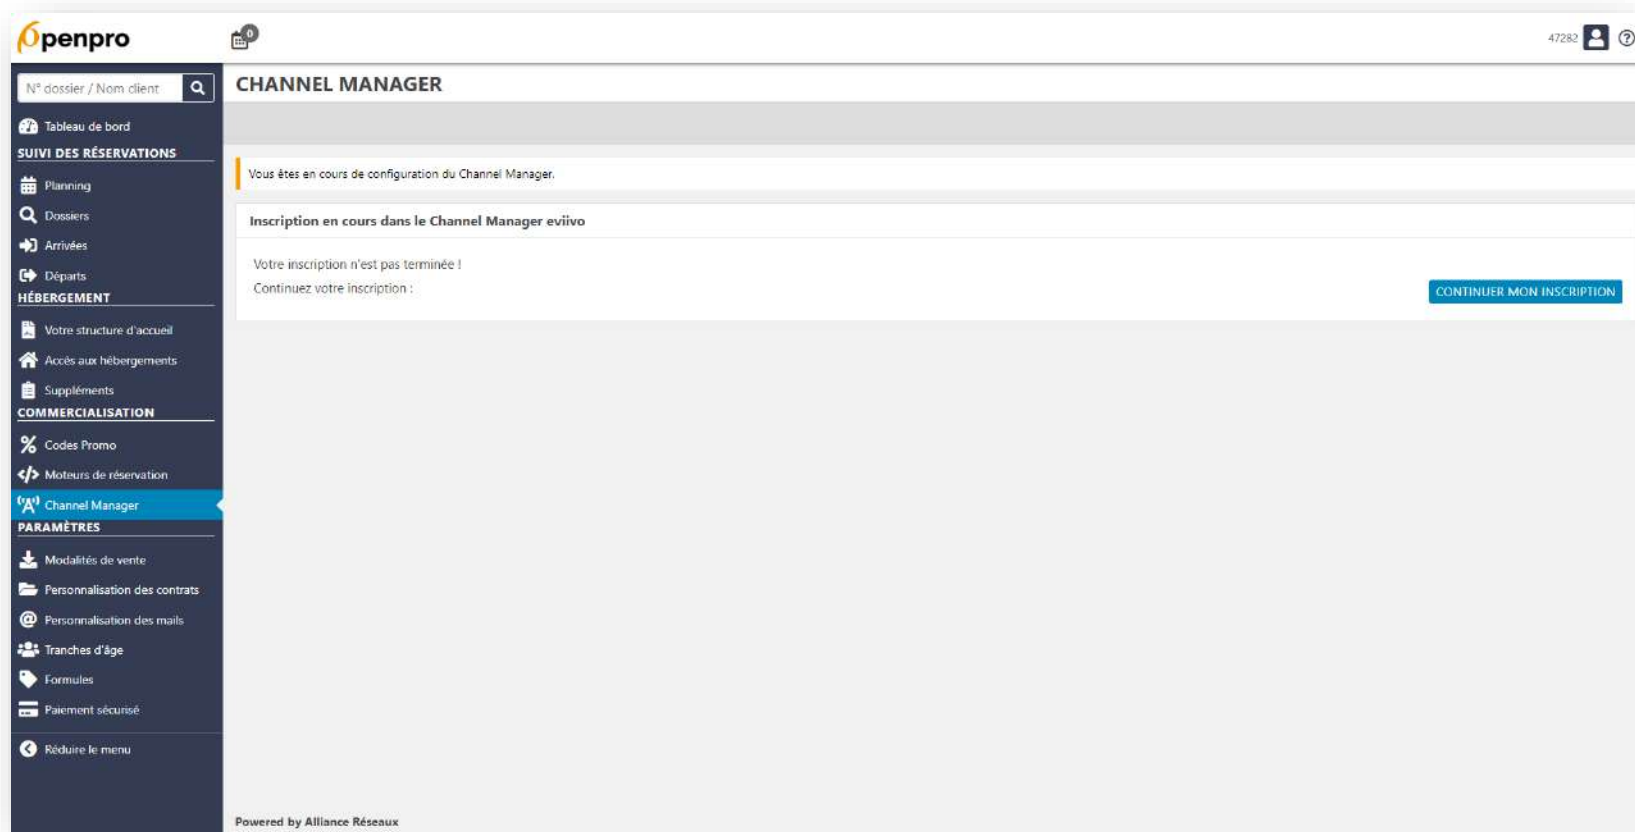 Openpro
0
47282
N° dossier / Nom client
Tableau de bord
SUIVI DES RÉSERVATIONS
Planning
Dossiers
Arrivées
Départs
HÉBERGEMENT
Votre structure d'accueil
Accès aux hébergements
Suppléments
COMMERCIALISATION
Codes Promo
Moteurs de réservation
Channel Manager
PARAMÈTRES
Modalités de vente
Personnalisation des contrats
Personnalisation des mails
Tranches d'âge
Formules
Paiement sécurisé
Réduire le menu
CHANNEL MANAGER
Vous êtes en cours de configuration du Channel Manager.
Inscription en cours dans le Channel Manager eviivo
Votre inscription n'est pas terminée !
Continuez votre inscription :
CONTINUER MON INSCRIPTION
Powered by Alliance Réseaux